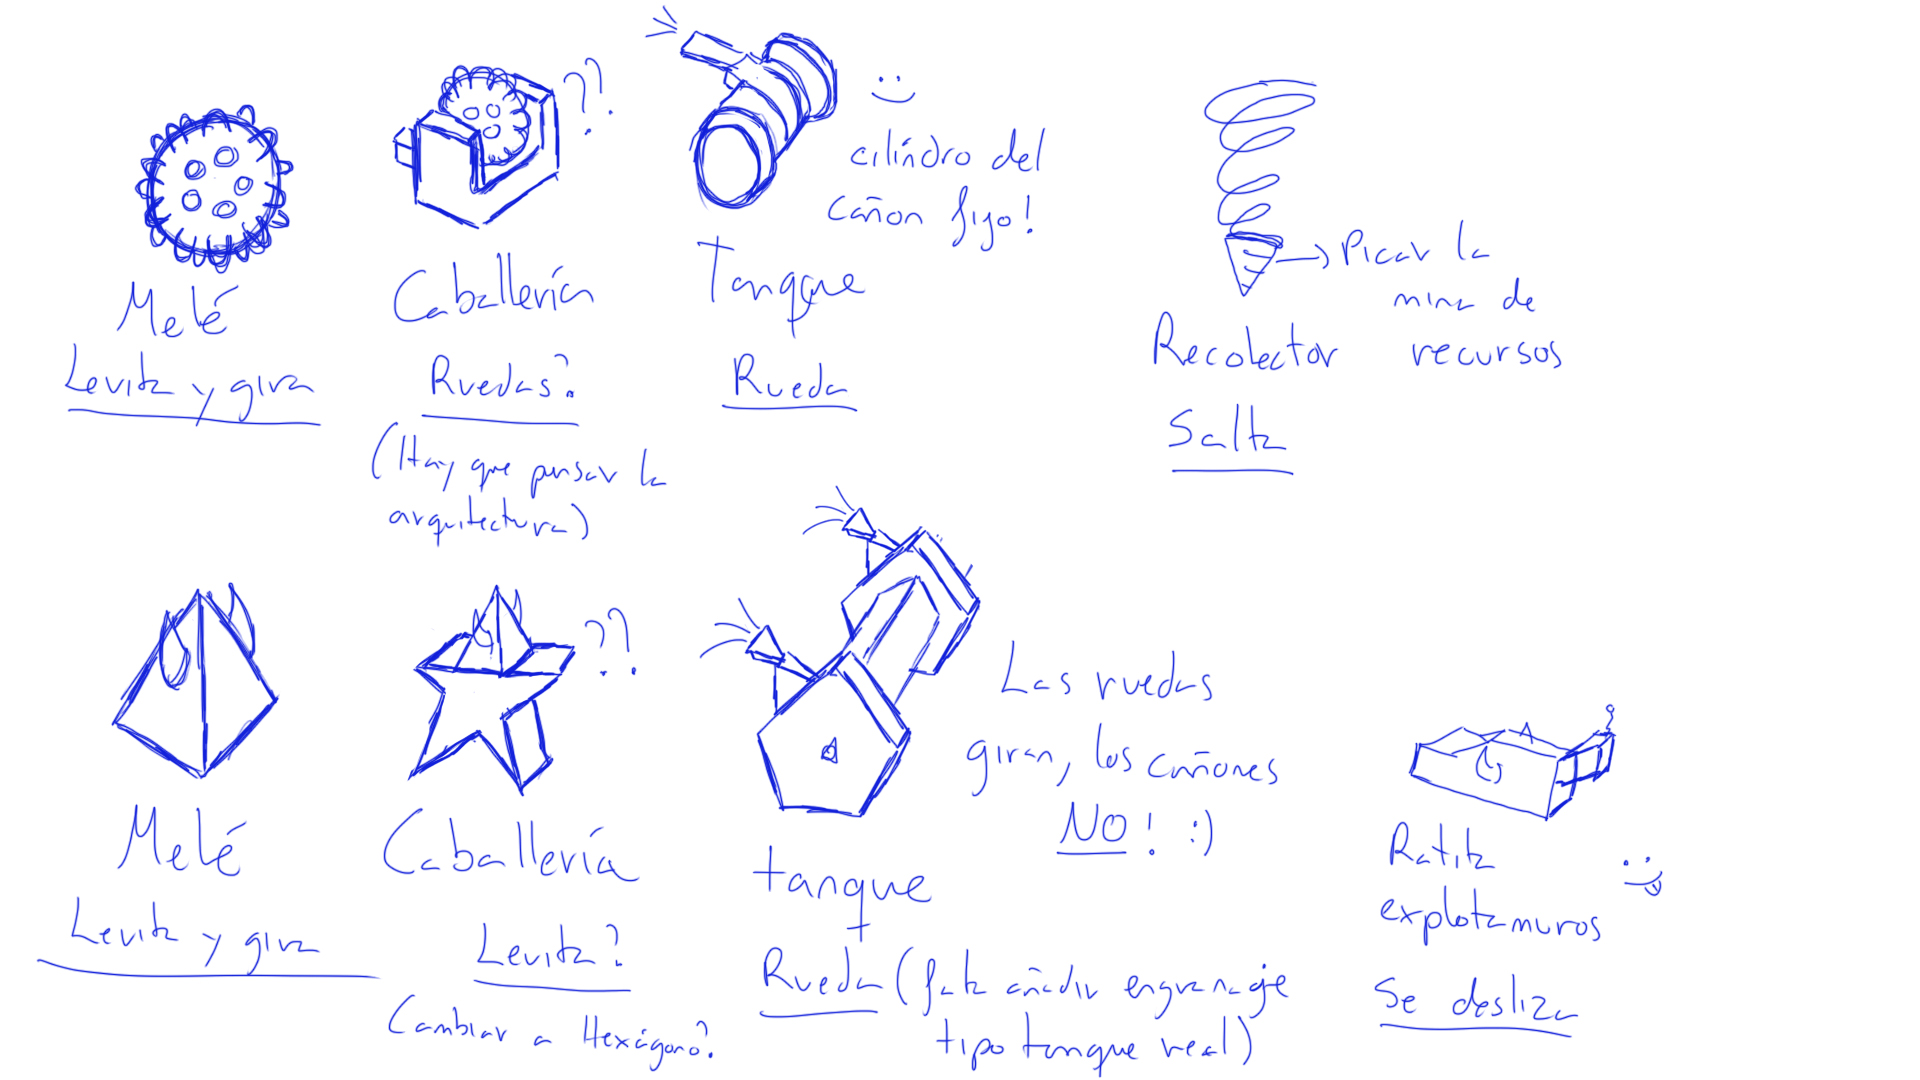 ??
:)
cilíndro del
cañon fijo!
Melé
Levita y gira
Caballería
Ruedas?
(Hay que pensar la
arquitectura)
Tanque
Rueda
Picar la
mina de
recursos
Recolector
Salta
??
Las ruedas
giran, los cañones
NO! :)
Melé
Levita y gira
Caballería
Levita?
Cambiar a Hexágono?
tanque
+
Rueda (falta añadir engranaje
tipo tanque real)
Ratita
explotamuros
Se desliza